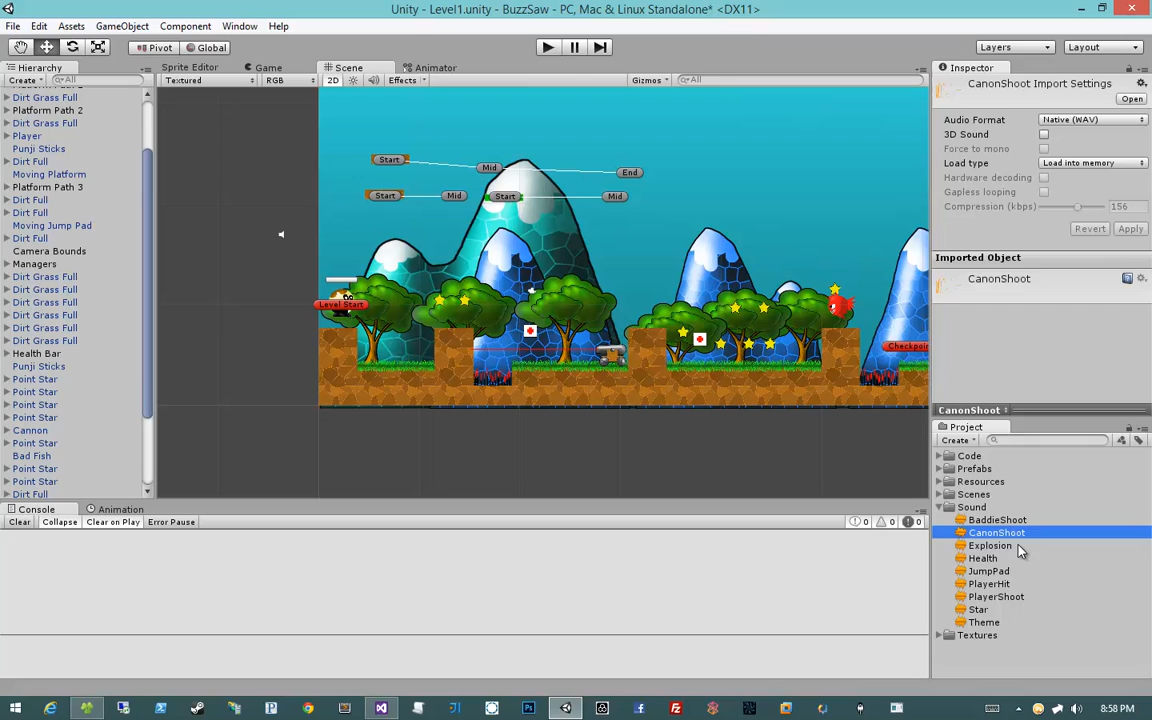 Unity - Level1.unity - BuzzSaw - PC, Mac & Linux Standalone* <DX11>
File Edit Assets GameObject Component Window Help
Pivot Global Layers Layout
Hierarchy
Create All
Dirt Grass Full
Platform Path 2
Dirt Grass Full
Player
Punji Sticks
Dirt Full
Moving Platform
Platform Path 3
Dirt Full
Dirt Full
Moving Jump Pad
Dirt Full
Camera Bounds
Managers
Dirt Grass Full
Dirt Grass Full
Dirt Grass Full
Dirt Grass Full
Dirt Grass Full
Dirt Grass Full
Health Bar
Punji Sticks
Point Star
Point Star
Point Star
Point Star
Cannon
Point Star
Bad Fish
Point Star
Point Star
Dirt Full
Sprite Editor Game Scene Animator
Textured RGB 2D Effects Gizmos All
Start Mid End
Start Mid Start Mid
Level Start
Checkpoin
Console Animation
Clear Collapse Clear on Play Error Pause 0 0 0
Inspector
CanonShoot Import Settings
Open
Audio Format Native (WAV)
3D Sound
Force to mono
Load type Load into memory
Hardware decoding
Gapless looping
Compression (kbps) 156
Revert Apply
Imported Object
CanonShoot
CanonShoot
Project
Create
Code
Prefabs
Resources
Scenes
Sound
BaddieShoot
CanonShoot
Explosion
Health
JumpPad
PlayerHit
PlayerShoot
Star
Theme
Textures
8:58 PM